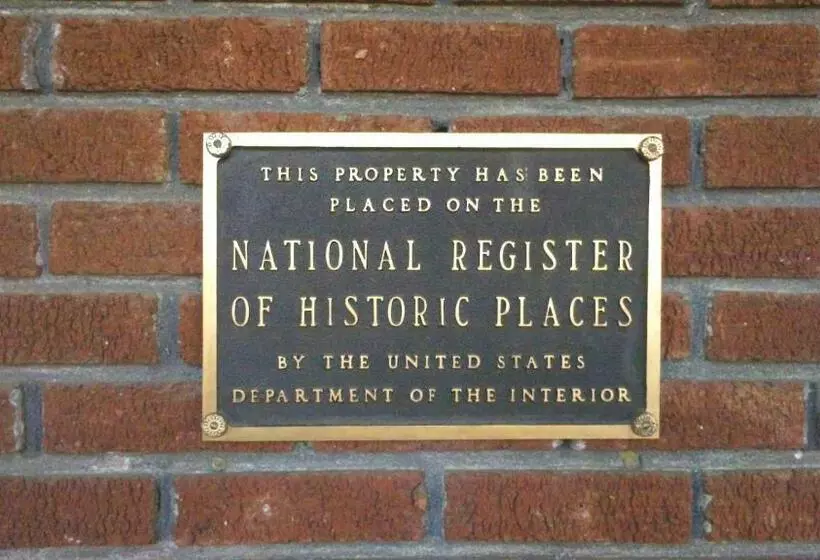 THIS PROPERTY HAS BEEN
PLACED ON THE
NATIONAL REGISTER
OF HISTORIC PLACES
BY THE UNITED STATES
DEPARTMENT OF THE INTERIOR